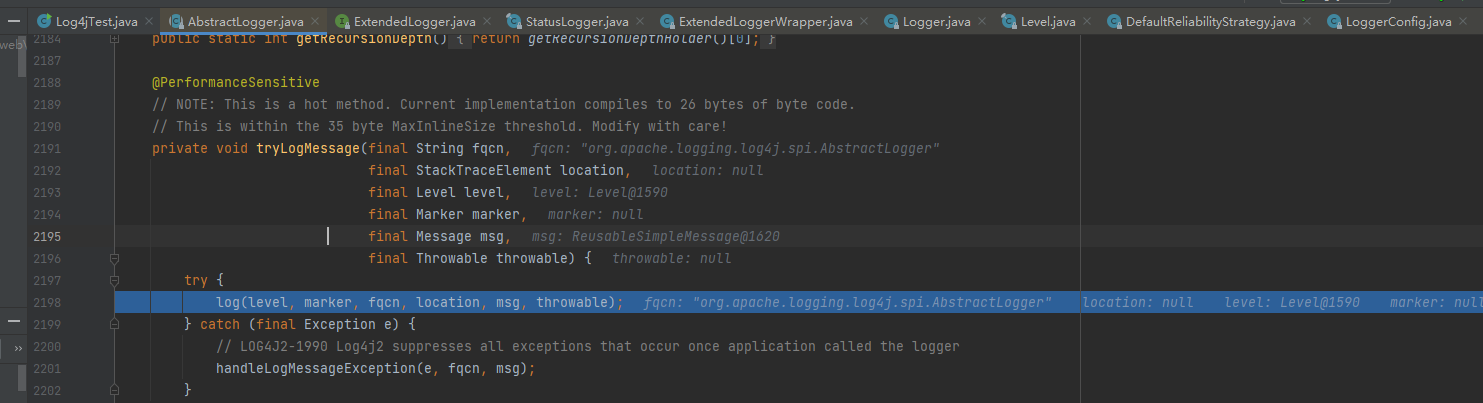 Log4jTest.java × AbstractLogger.java × ExtendedLogger.java × StatusLogger.java × ExtendedLoggerWrapper.java × Logger.java × Level.java × DefaultReliabilityStrategy.java × LoggerConfig.java ×
2184 public static int getRecursionDepth() { return getRecursionDepthHolder()[0]; }
2187
2188 @PerformanceSensitive
2189 // NOTE: This is a hot method. Current implementation compiles to 26 bytes of byte code.
2190 // This is within the 35 byte MaxInlineSize threshold. Modify with care!
2191 private void tryLogMessage(final String fqcn, fqcn: "org.apache.logging.log4j.spi.AbstractLogger"
2192 final StackTraceElement location, location: null
2193 final Level level, level: Level@1590
2194 final Marker marker, marker: null
2195 final Message msg, msg: ReusableSimpleMessage@1620
2196 final Throwable throwable) { throwable: null
2197 try {
2198 log(level, marker, fqcn, location, msg, throwable); fqcn: "org.apache.logging.log4j.spi.AbstractLogger" location: null level: Level@1590 marker: null
2199 } catch (final Exception e) {
2200 // LOG4J2-1990 Log4j2 suppresses all exceptions that occur once application called the logger
2201 handleLogMessageException(e, fqcn, msg);
2202 }